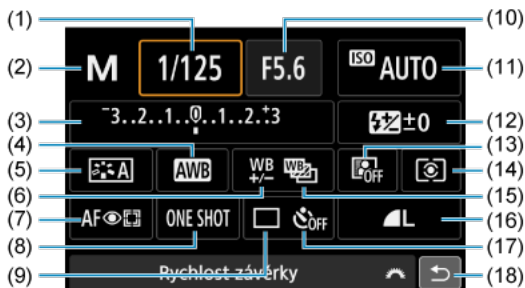 (1) (10)
(2) M 1/125 F5.6 ISO AUTO (11)
(3) -3..2..1..0..1..2..+3 ±0 (12)
(4) (13)
(5) A AWB WB +/- WB OFF (14)
(6) (15)
(7) AF ONE SHOT OFF L (16)
(8) (17)
(9) Rychlost závěrky (18)